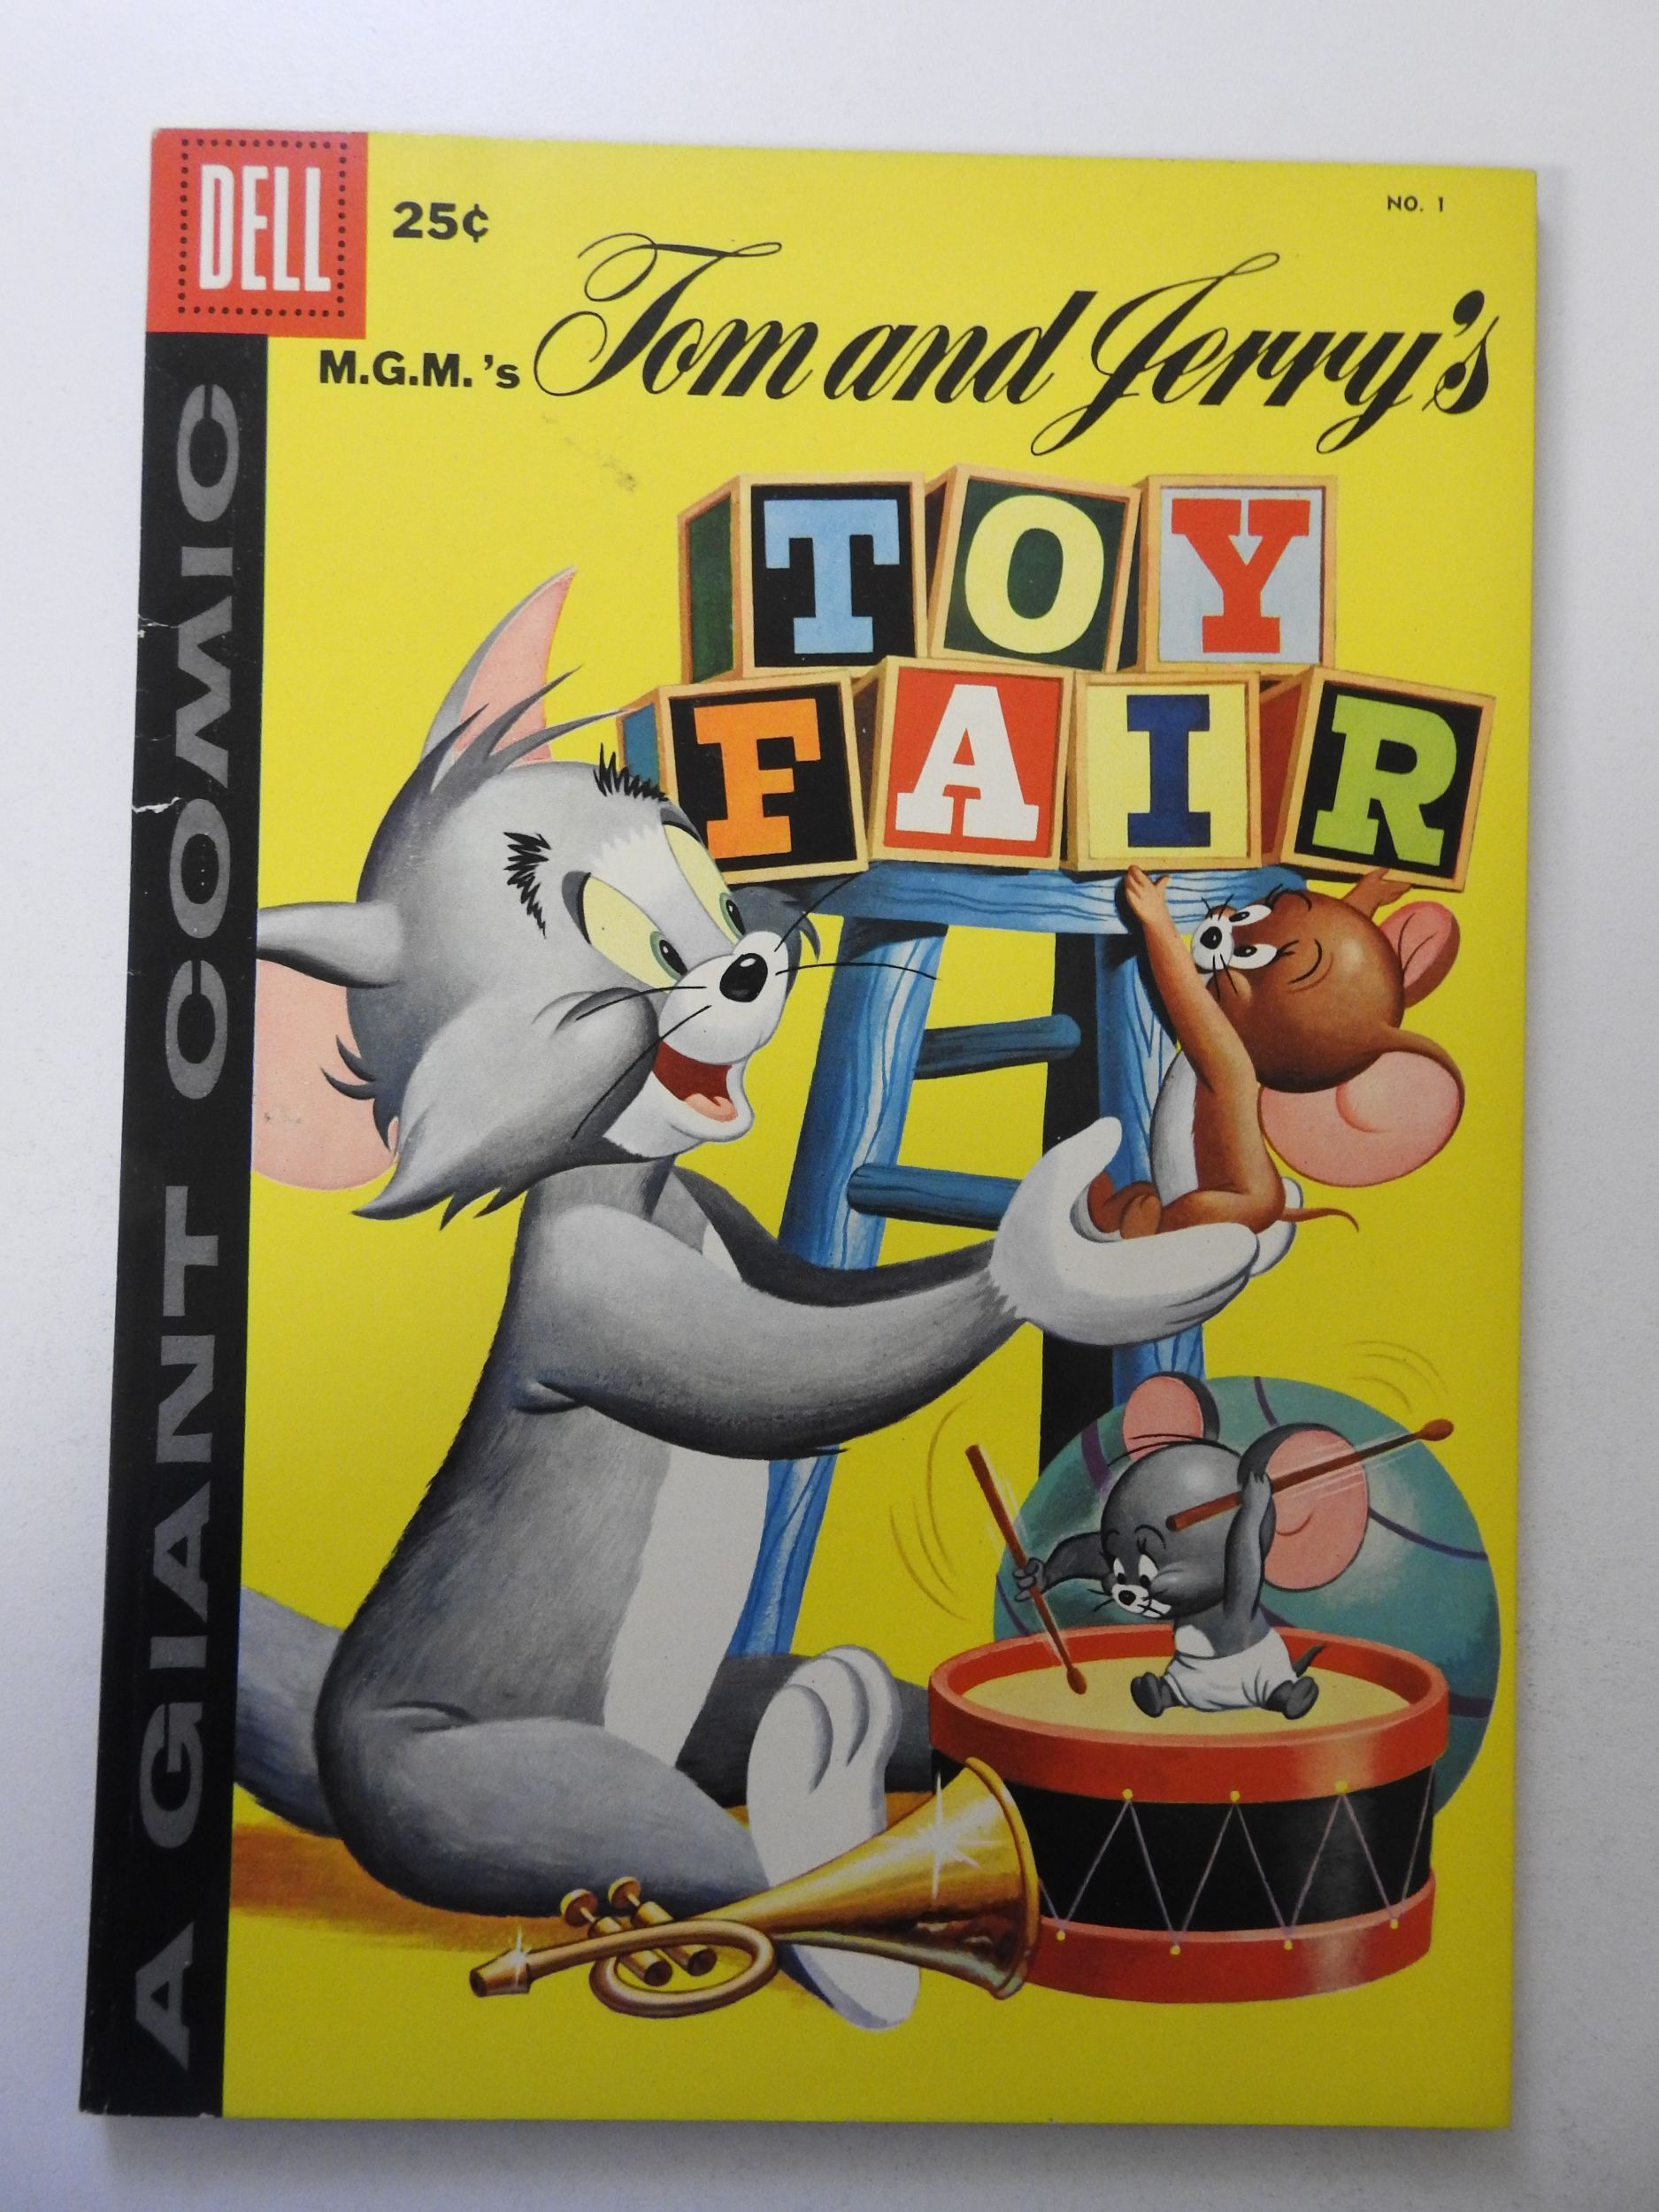 DELL
25¢
NO. 1
M.G.M.'s Tom and Jerry's
TOY
FAIR
A GIANT COMIC